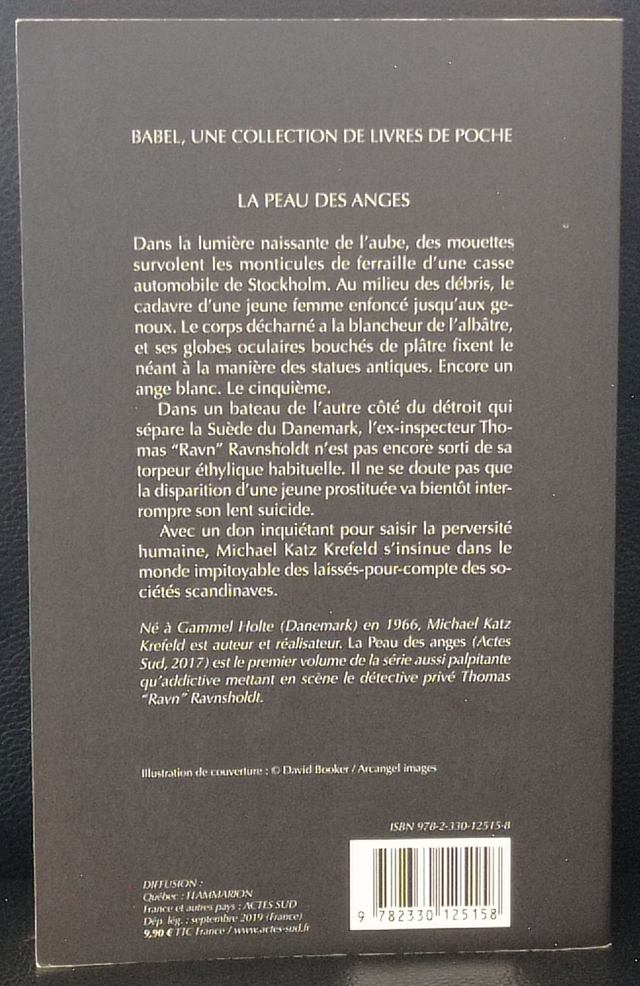 BABEL, UNE COLLECTION DE LIVRES DE POCHE
LA PEAU DES ANGES
Dans la lumière naissante de l'aube, des mouettes
survolent les monticules de ferraille d'une casse
automobile de Stockholm. Au milieu des débris, le
cadavre d'une jeune femme enfoncé jusqu'aux ge-
noux. Le corps décharné a la blancheur de l'albâtre,
et ses globes oculaires bouchés de plâtre fixent le
néant à la manière des statues antiques. Encore un
ange blanc. Le cinquième.
Dans un bateau de l'autre côté du détroit qui
sépare la Suède du Danemark, l'ex-inspecteur Tho-
mas “Ravn” Ravnsholdt n'est pas encore sorti de sa
torpeur éthylique habituelle. Il ne se doute pas que
la disparition d'une jeune prostituée va bientôt inter-
rompre son lent suicide.
Avec un don inquiétant pour saisir la perversité
humaine, Michael Katz Krefeld s'insinue dans le
monde impitoyable des laissés-pour-compte des so-
ciétés scandinaves.
Né à Gammel Holte (Danemark) en 1966, Michael Katz
Krefeld est auteur et réalisateur. La Peau des anges (Actes
Sud, 2017) est le premier volume de la série aussi palpitante
qu'addictive mettant en scène le détective privé Thomas
“Ravn” Ravnsholdt.
Illustration de couverture : © David Booker / Arcangel images
ISBN 978-2-330-12515-8
DIFFUSION :
Québec : FLAMMARION
France et autres pays : ACTES SUD
Dép. lég. : septembre 2019 (France)
9,90 € TTC France / www.actes-sud.fr
9 782330 125158